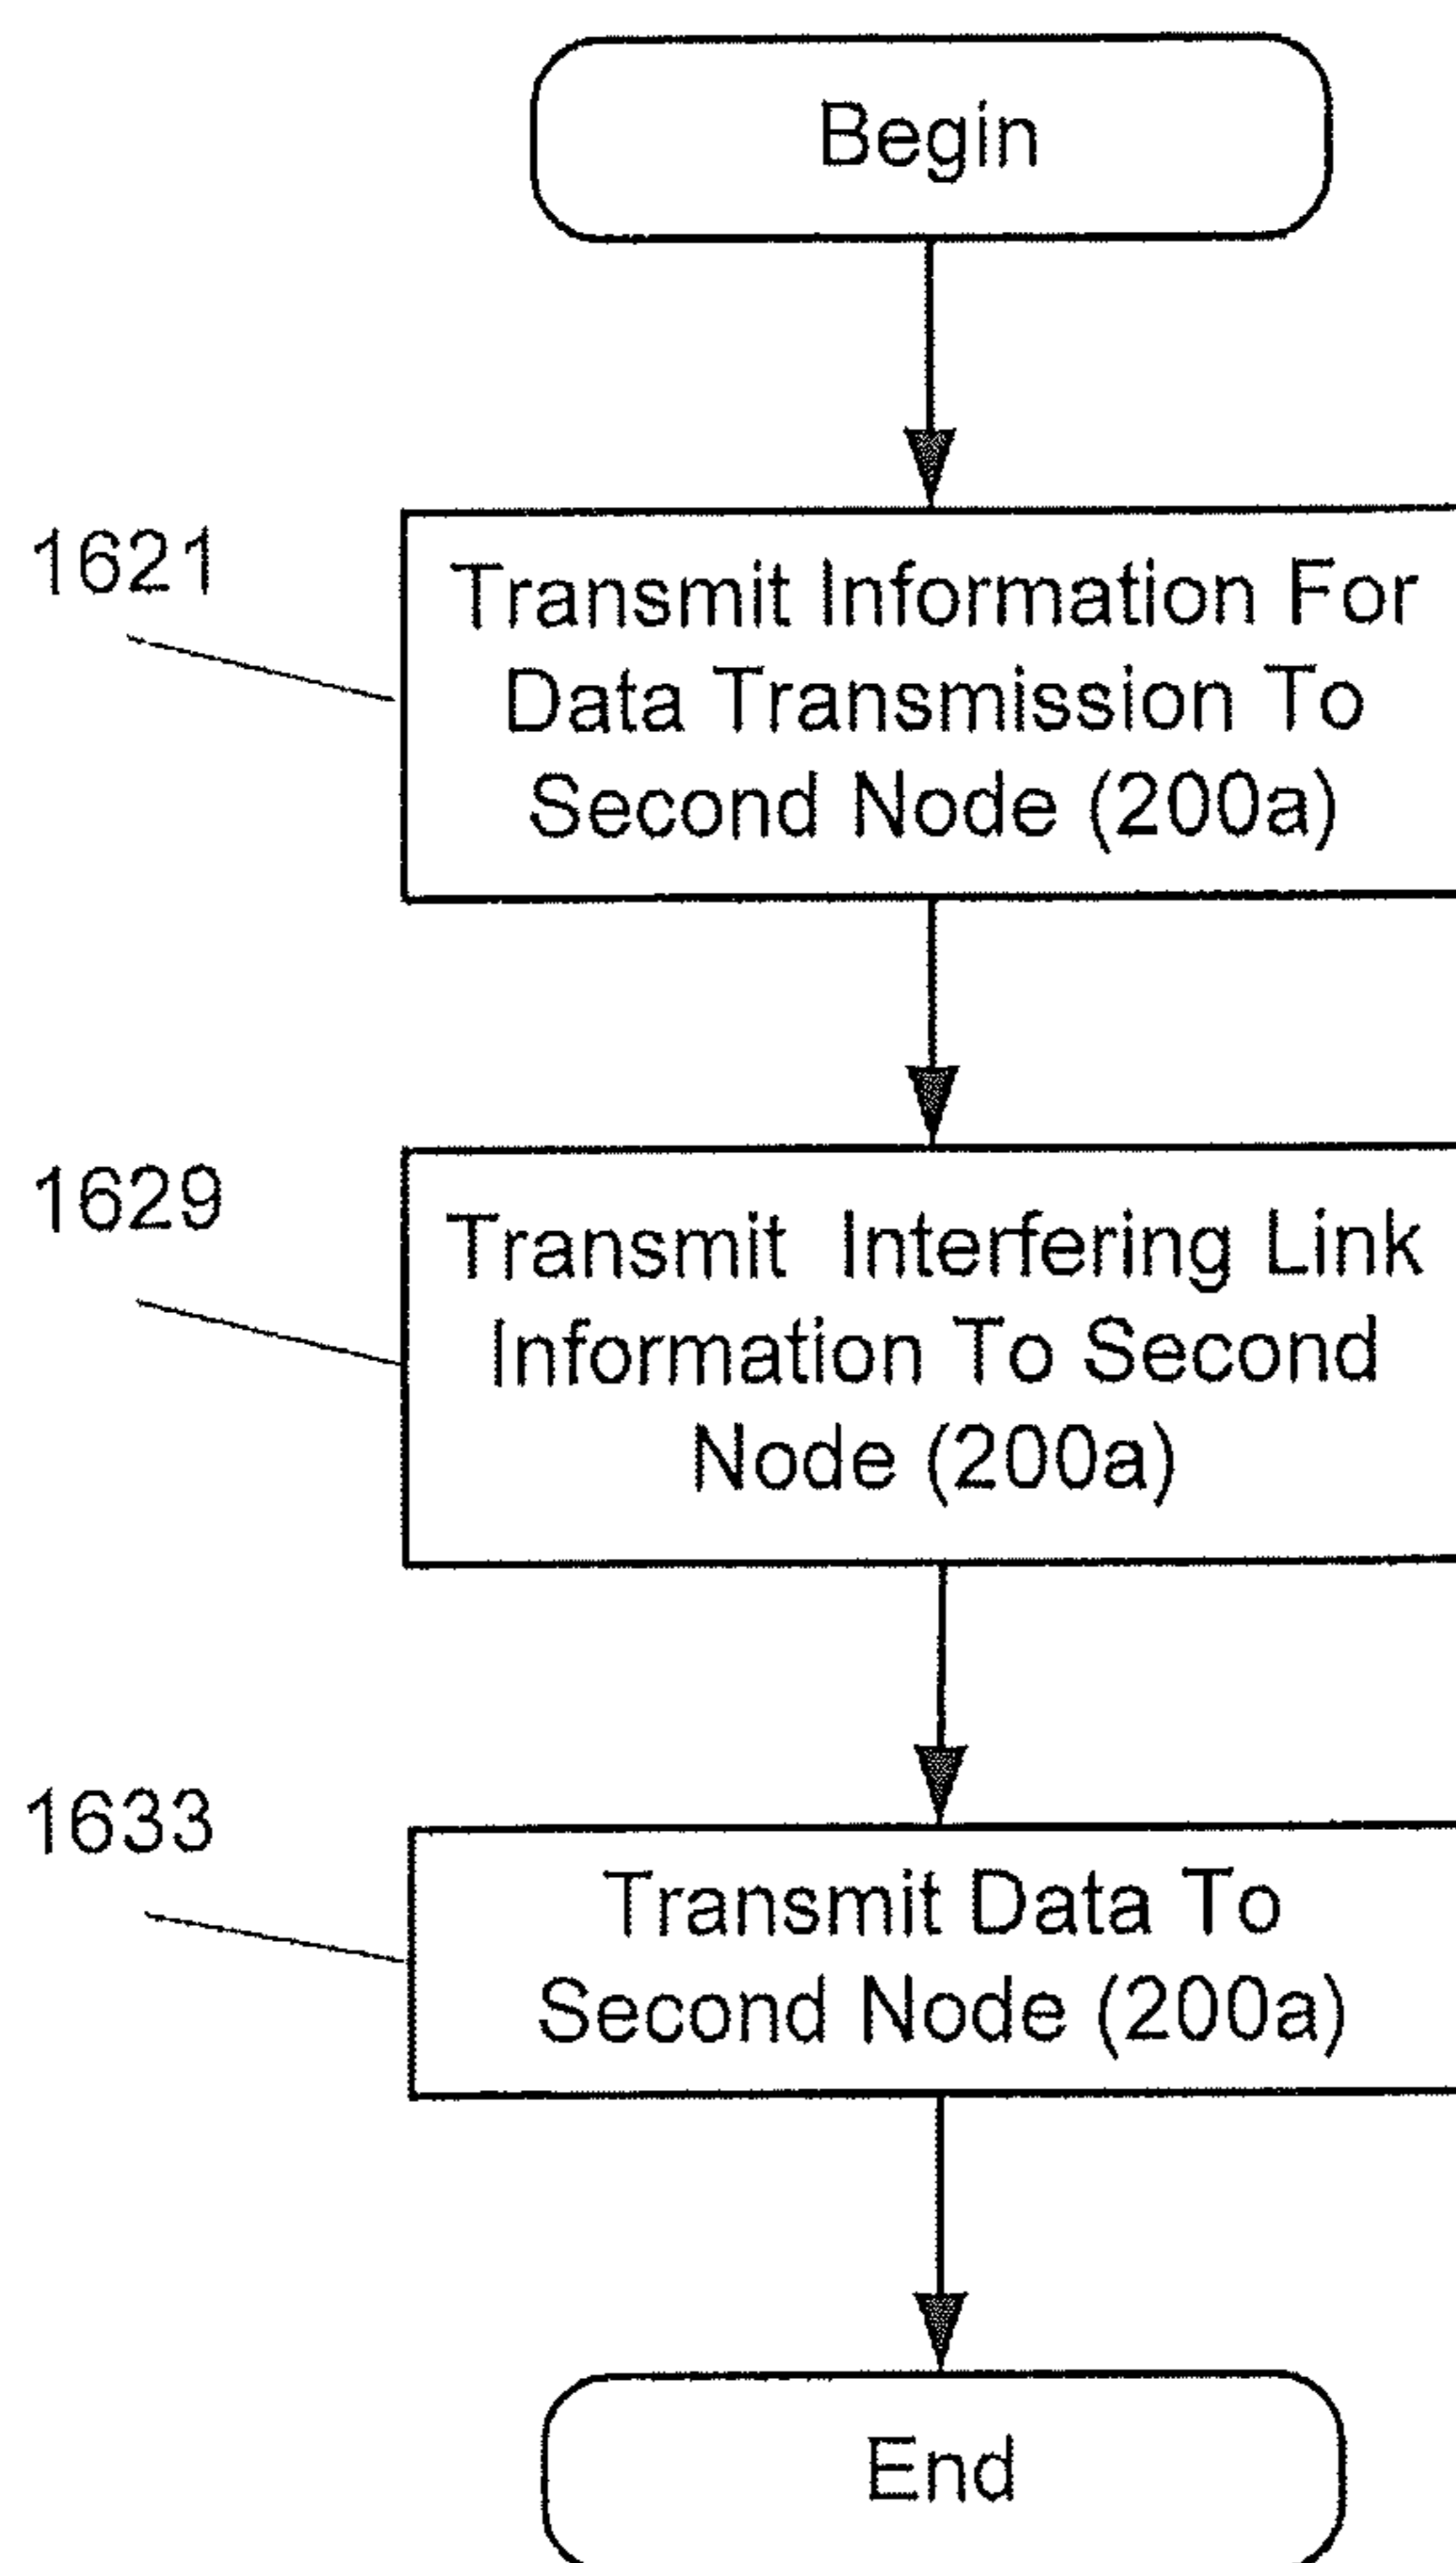 Begin
1621
Transmit Information For
Data Transmission To
Second Node (200a)
1629
Transmit Interfering Link
Information To Second
Node (200a)
1633
Transmit Data To
Second Node (200a)
End